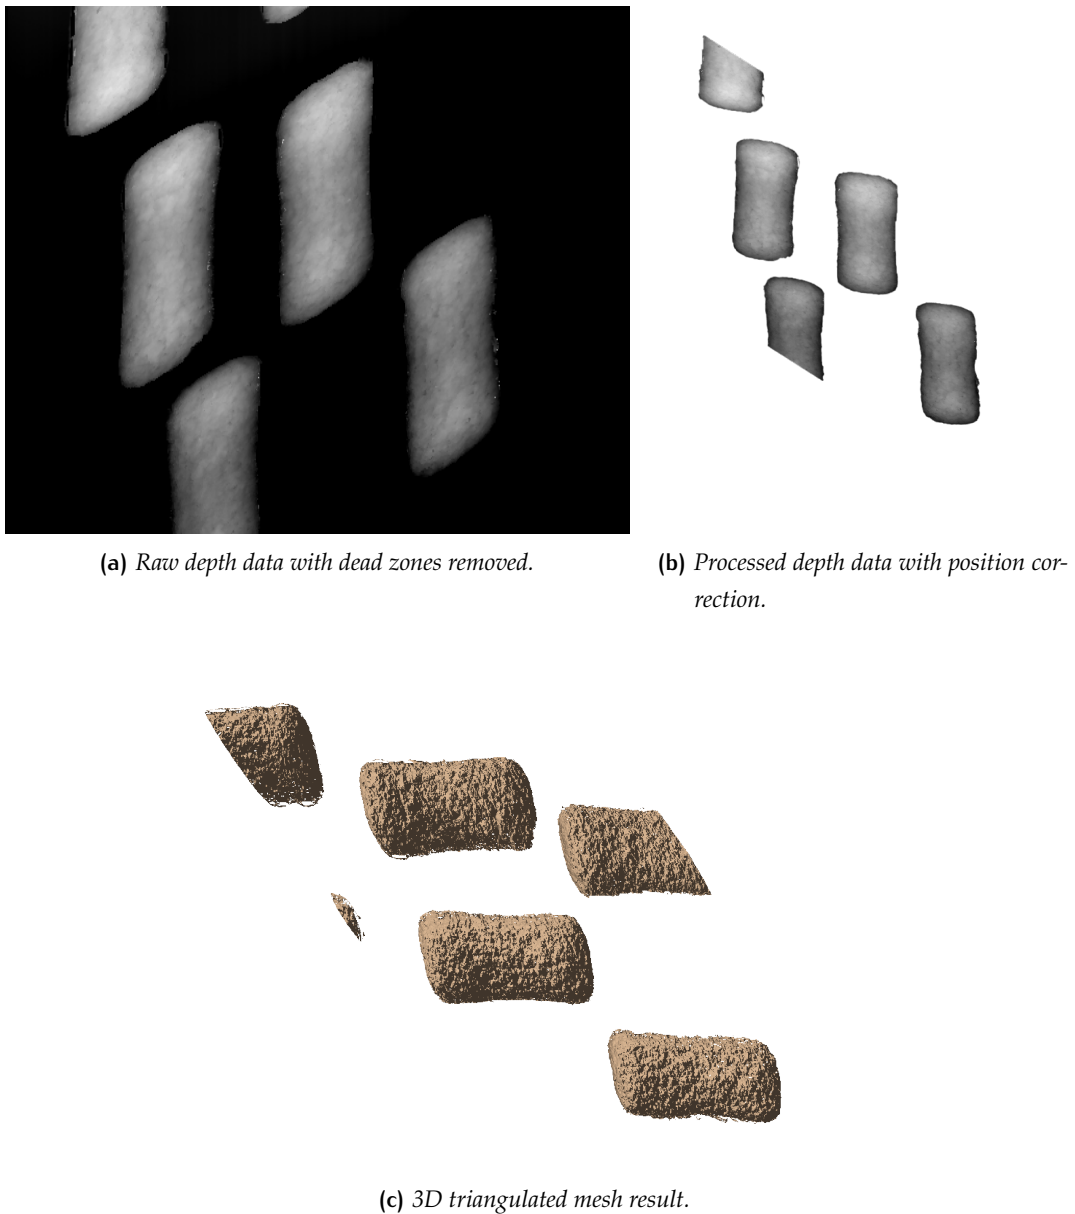 (a) Raw depth data with dead zones removed.
(b) Processed depth data with position cor-
rection.
(c) 3D triangulated mesh result.